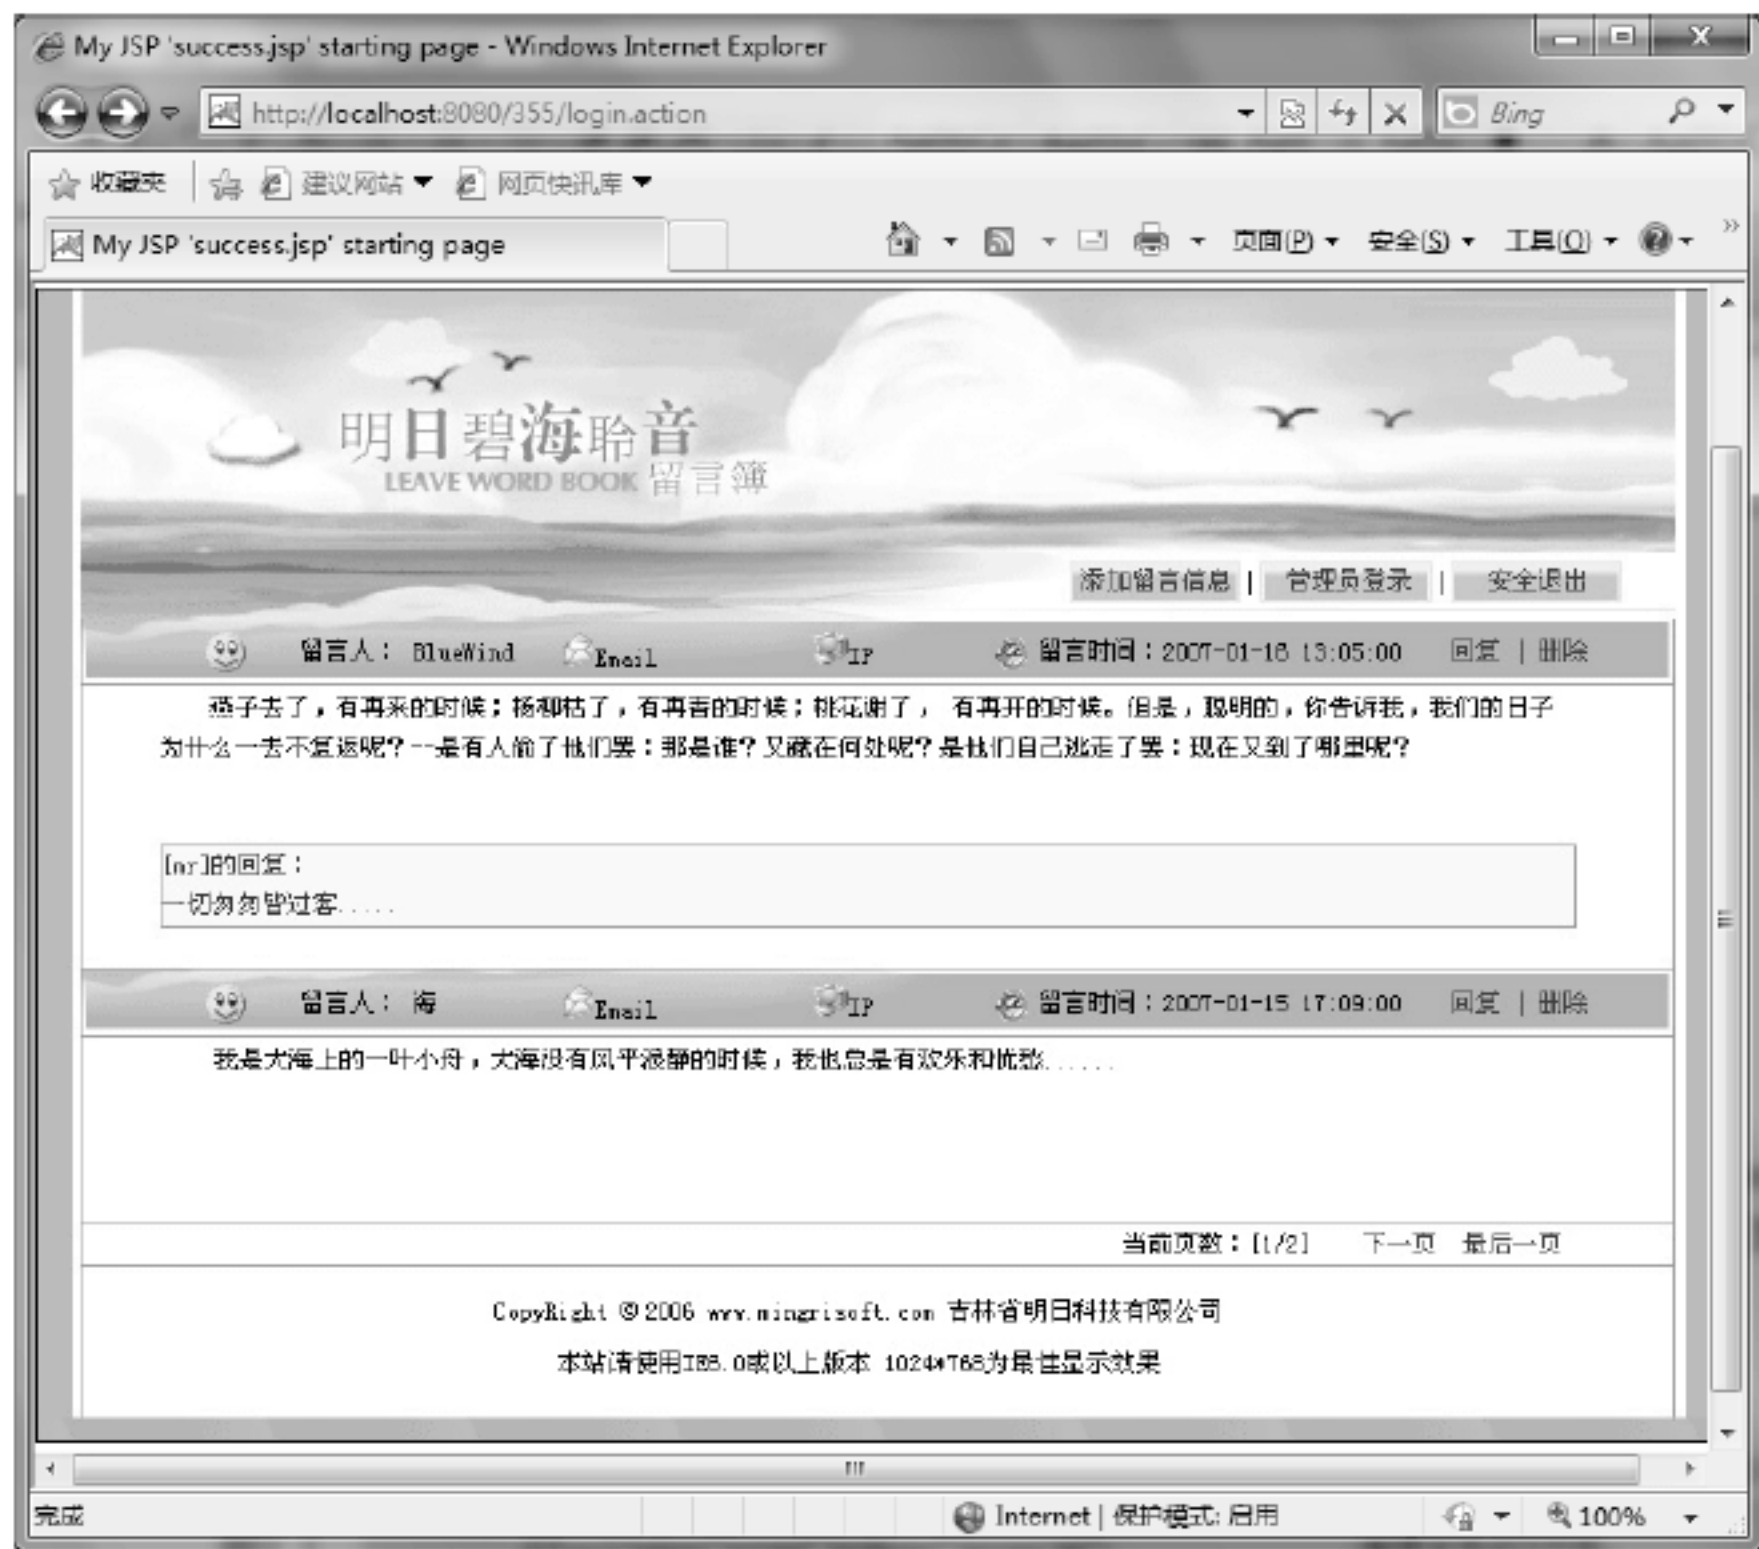 My JSP 'success.jsp' starting page - Windows Internet Explorer
http://localhost:8080/355/login.action
Bing
收藏夹 建议网站 网页快讯库
My JSP 'success.jsp' starting page
页面(P) 安全(S) 工具(O)
明日碧海聆音
LEAVE WORD BOOK 留言簿
添加留言信息 | 管理员登录 | 安全退出
留言人： BlueWind Email IP 留言时间：2007-01-16 13:05:00 回复 | 删除
燕子去了，有再来的时候；杨柳枯了，有再青的时候；桃花谢了， 有再开的时候。但是，聪明的，你告诉我，我们的日子
为什么一去不复返呢？--是有人偷了他们罢：那是谁？又藏在何处呢？是他们自己逃走了罢：现在又到了哪里呢？
[mr]的回复：
一切匆匆皆过客.....
留言人： 海 Email IP 留言时间：2007-01-15 17:09:00 回复 | 删除
我是大海上的一叶小舟，大海没有风平浪静的时候，我也总是有欢乐和忧愁......
当前页数：[1/2] 下一页 最后一页
CopyRight ©2006 www.mingrisoft.com 吉林省明日科技有限公司
本站请使用IE6.0或以上版本 1024*768为最佳显示效果
完成 Internet | 保护模式: 启用 100%